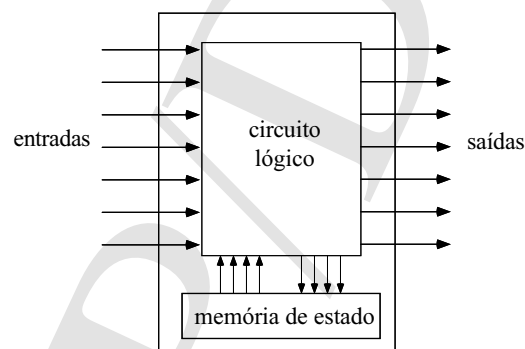 entradas
circuito
lógico
saídas
memória de estado